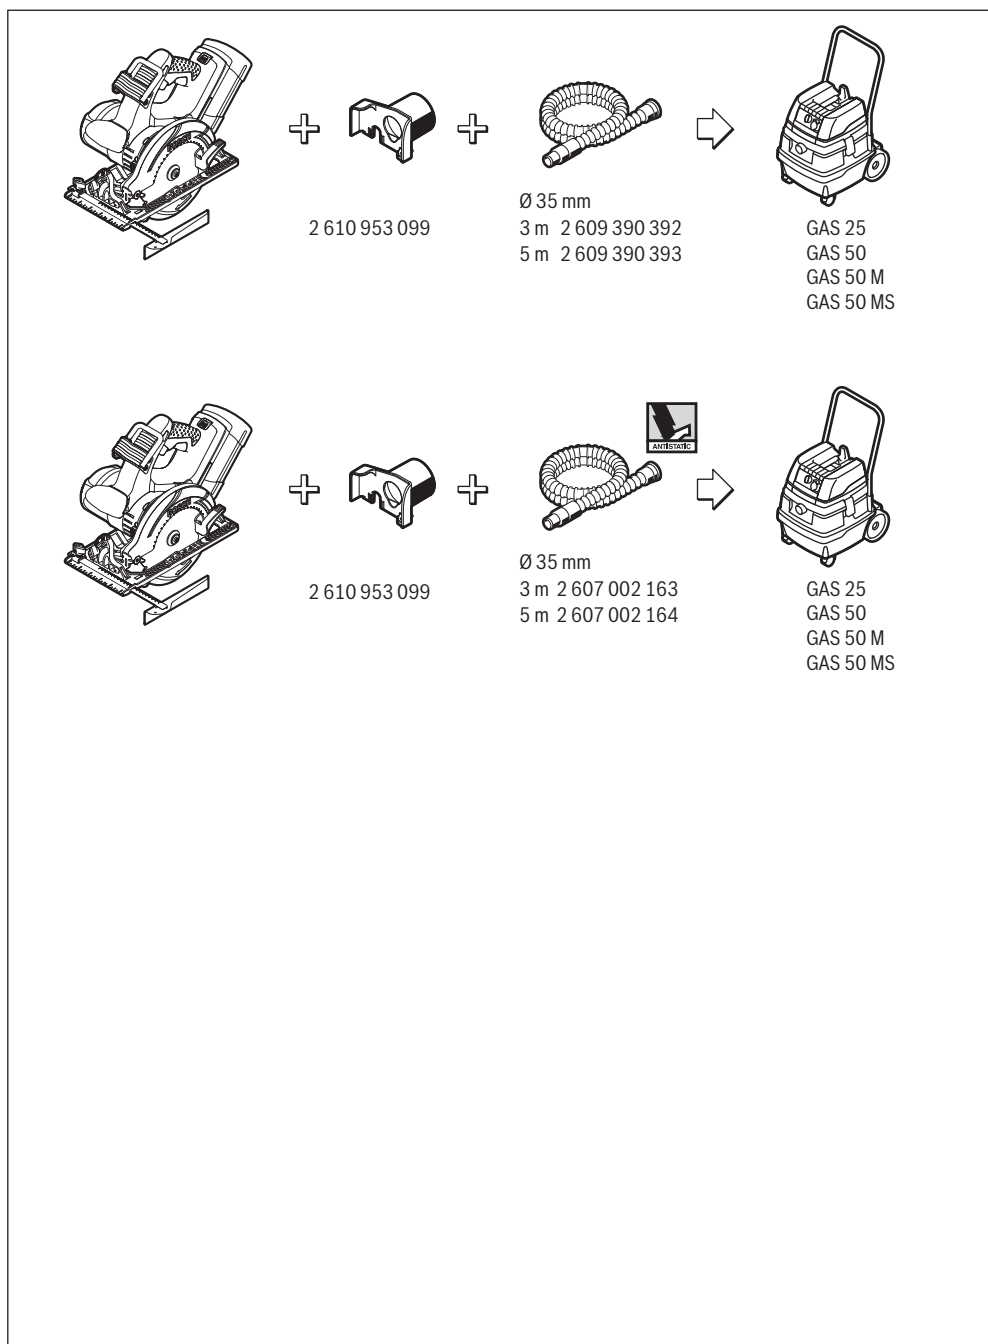 2 610 953 099
Ø 35 mm
3 m 2 609 390 392
5 m 2 609 390 393
GAS 25
GAS 50
GAS 50 M
GAS 50 MS
2 610 953 099
ANTISTATIC
Ø 35 mm
3 m 2 607 002 163
5 m 2 607 002 164
GAS 25
GAS 50
GAS 50 M
GAS 50 MS